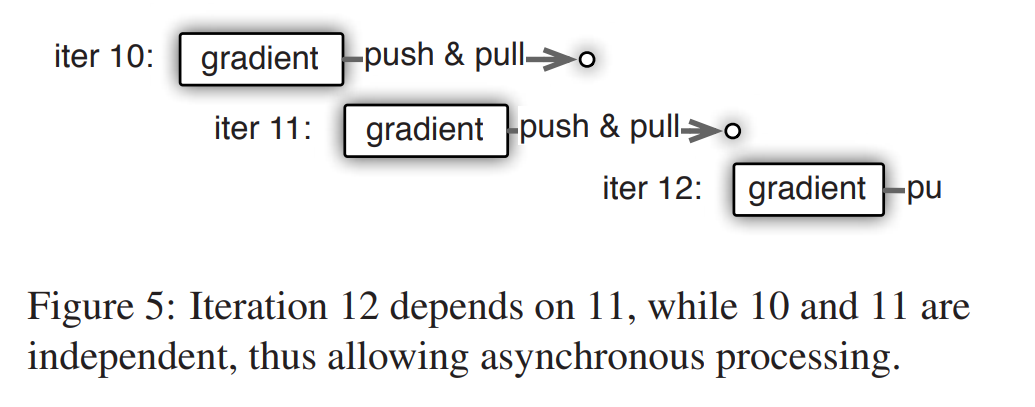 iter 10: gradient push & pull
iter 11: gradient push & pull
iter 12: gradient pu
Figure 5: Iteration 12 depends on 11, while 10 and 11 are
independent, thus allowing asynchronous processing.